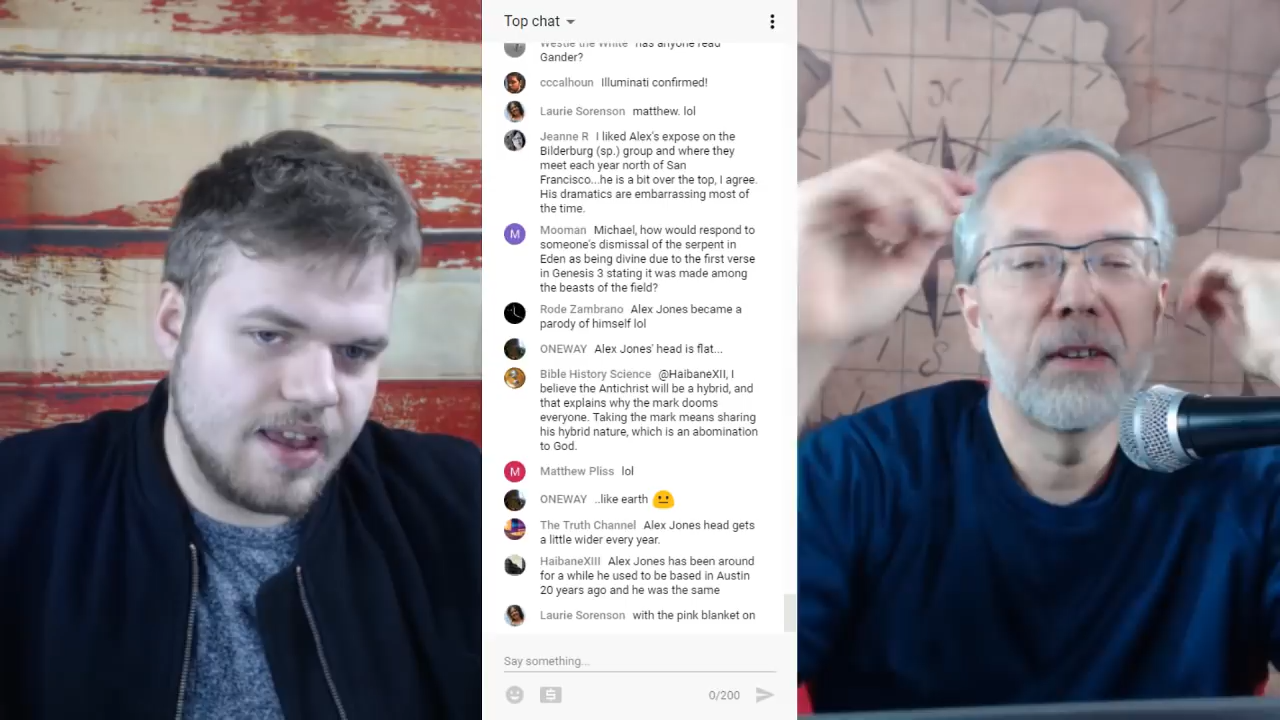 Top chat
Westie the White has anyone read
Gander?
cccalhoun Illuminati confirmed!
Laurie Sorenson matthew. lol
Jeanne R I liked Alex's expose on the
Bilderburg (sp.) group and where they
meet each year north of San
Francisco...he is a bit over the top, I agree.
His dramatics are embarrassing most of
the time.
M
Mooman Michael, how would respond to
someone's dismissal of the serpent in
Eden as being divine due to the first verse
in Genesis 3 stating it was made among
the beasts of the field?
Rode Zambrano Alex Jones became a
parody of himself lol
ONEWAY Alex Jones' head is flat...
Bible History Science @HaibaneXII, I
believe the Antichrist will be a hybrid, and
that explains why the mark dooms
everyone. Taking the mark means sharing
his hybrid nature, which is an abomination
to God.
M
Matthew Pliss lol
ONEWAY ..like earth
The Truth Channel Alex Jones head gets
a little wider every year.
HaibaneXIII Alex Jones has been around
for a while he used to be based in Austin
20 years ago and he was the same
Laurie Sorenson with the pink blanket on
Say something...
$ 0/200
N
S